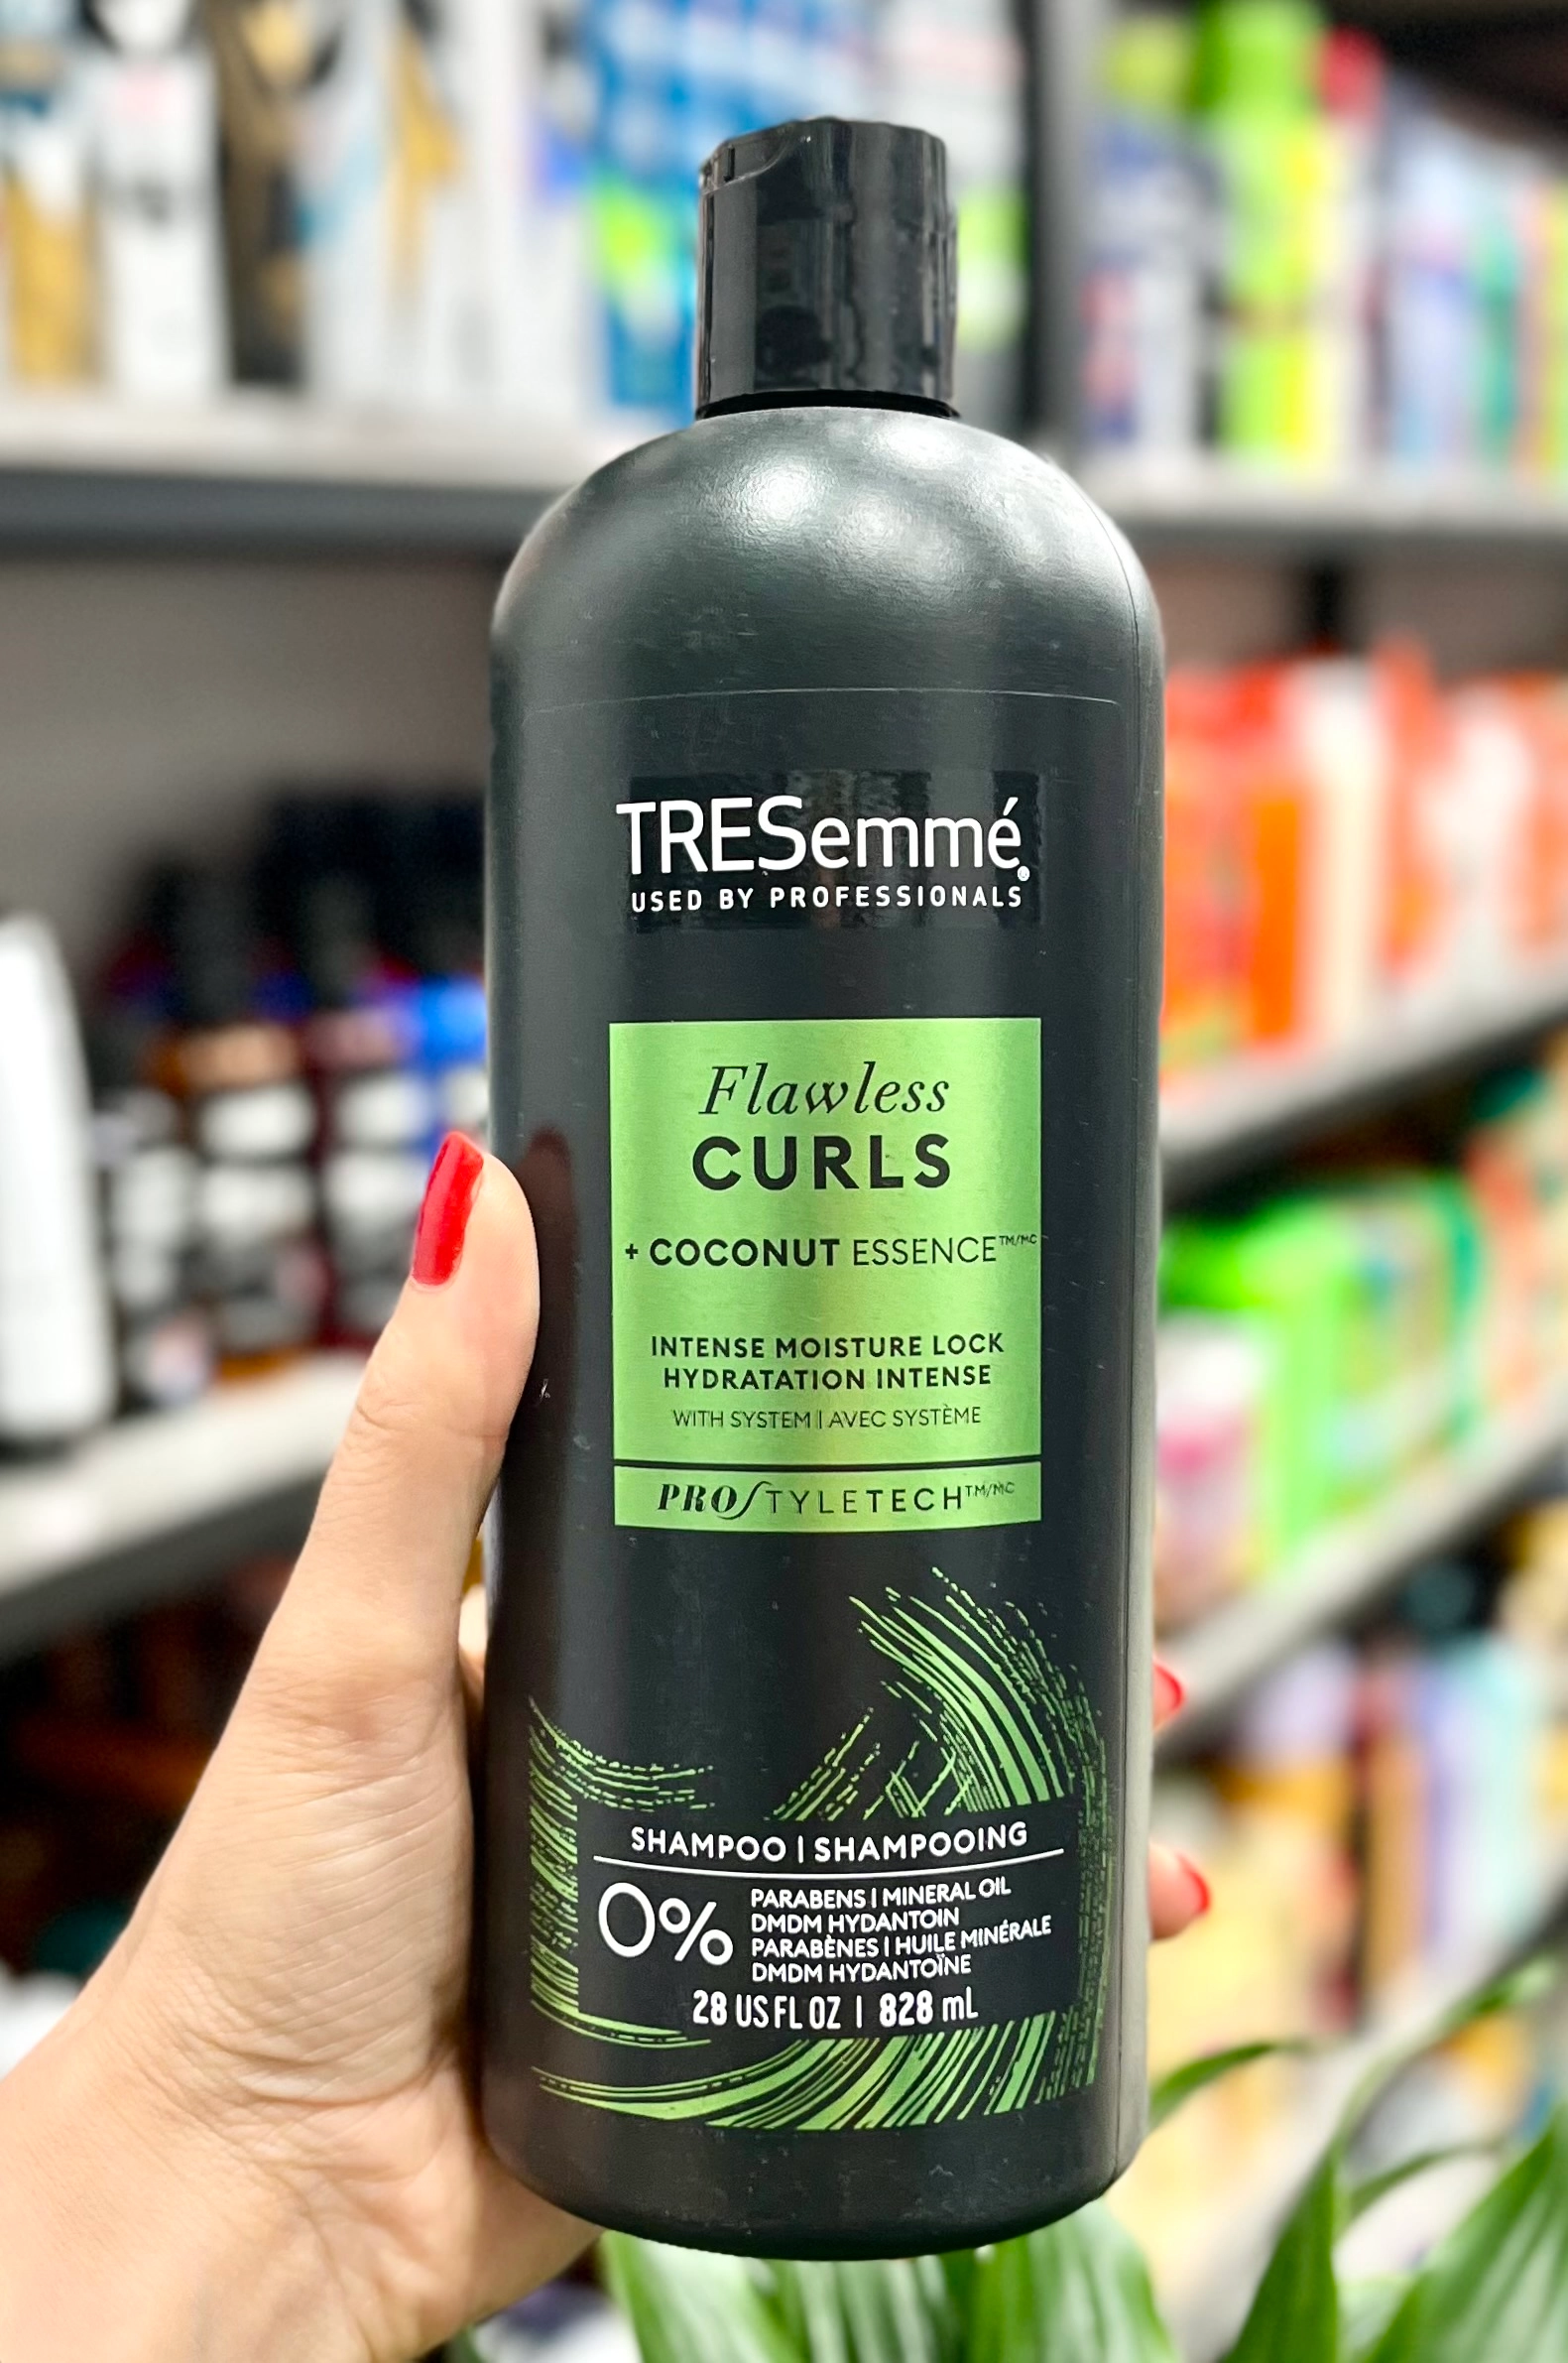 TRESemmé®
USED BY PROFESSIONALS
Flawless
CURLS
+ COCONUT ESSENCE™/MC
INTENSE MOISTURE LOCK
HYDRATATION INTENSE
WITH SYSTEM | AVEC SYSTÈME
PROSTYLETECH™/MC
SHAMPOO | SHAMPOOING
0%
PARABENS | MINERAL OIL
DMDM HYDANTOIN
PARABÈNES | HUILE MINÉRALE
DMDM HYDANTOÏNE
28 US FL OZ | 828 mL